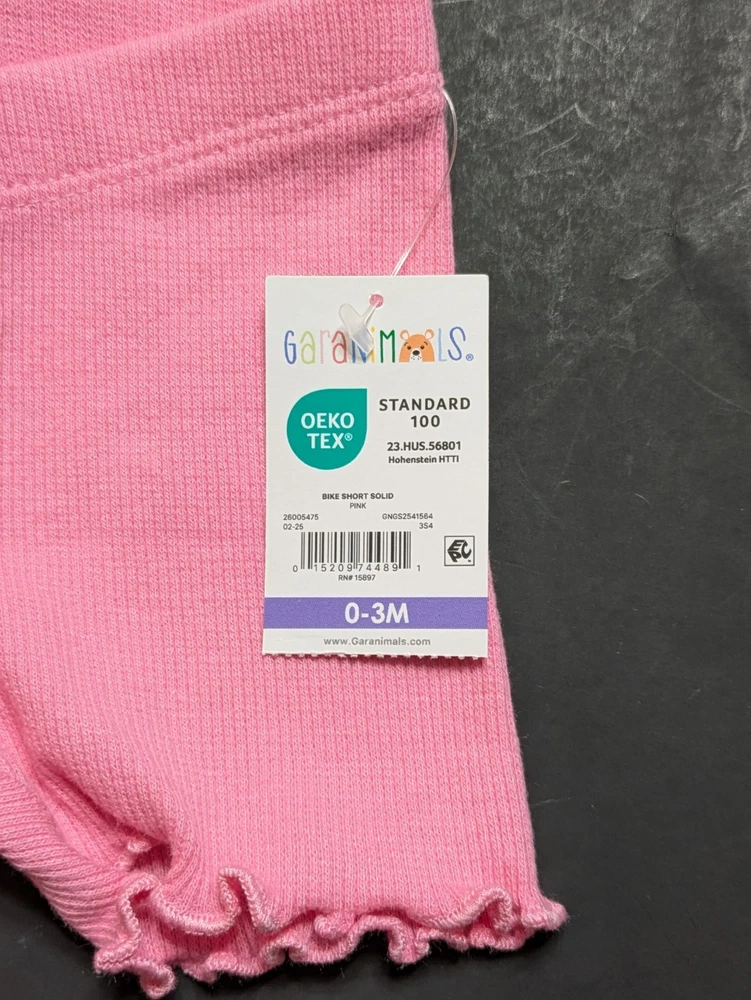 Garanimals®
OEKO
TEX®
STANDARD
100
23.HUS.56801
Hohenstein HTTI
BIKE SHORT SOLID
PINK
26005475 GNGS2541564
02-25 3S4
0 15209 74489 1
RN# 15897
EPC
0-3M
www.Garanimals.com